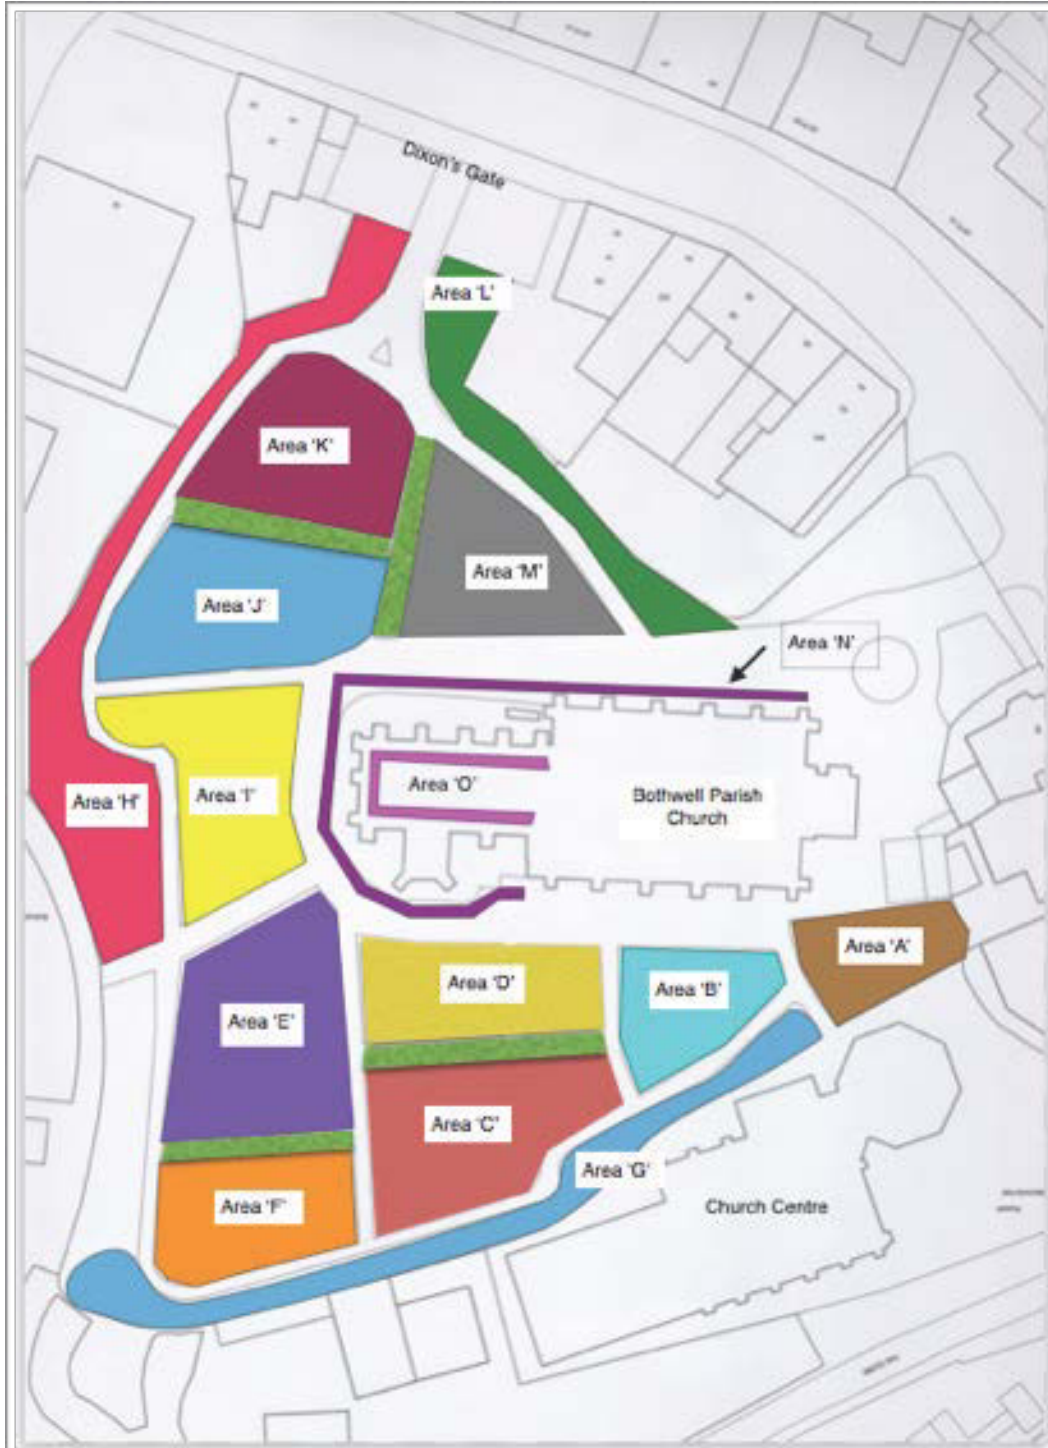 Dixon's Gate
Area 'L'
Area 'K'
Area 'M'
Area 'J'
Area 'N'
Area 'I'
Area 'O'
Area 'H'
Bothwell Parish
Church
Area 'A'
Area 'D'
Area 'B'
Area 'E'
Area 'C'
Area 'G'
Area 'F'
Church Centre